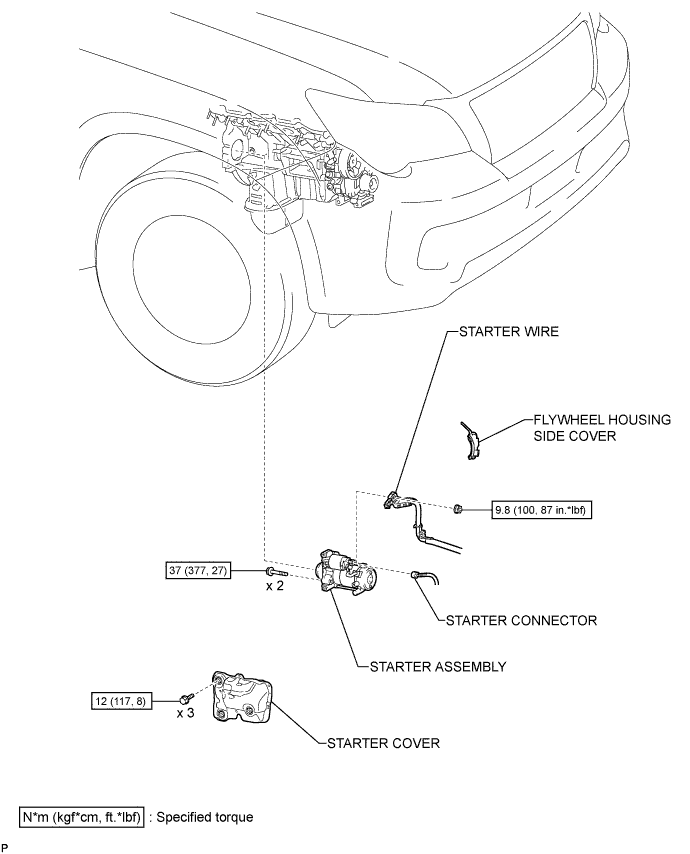 STARTER WIRE
FLYWHEEL HOUSING
SIDE COVER
9.8 (100, 87 in.*lbf)
37 (377, 27)
x 2
STARTER CONNECTOR
STARTER ASSEMBLY
12 (117, 8)
x 3
STARTER COVER
N*m (kgf*cm, ft.*lbf) : Specified torque
P